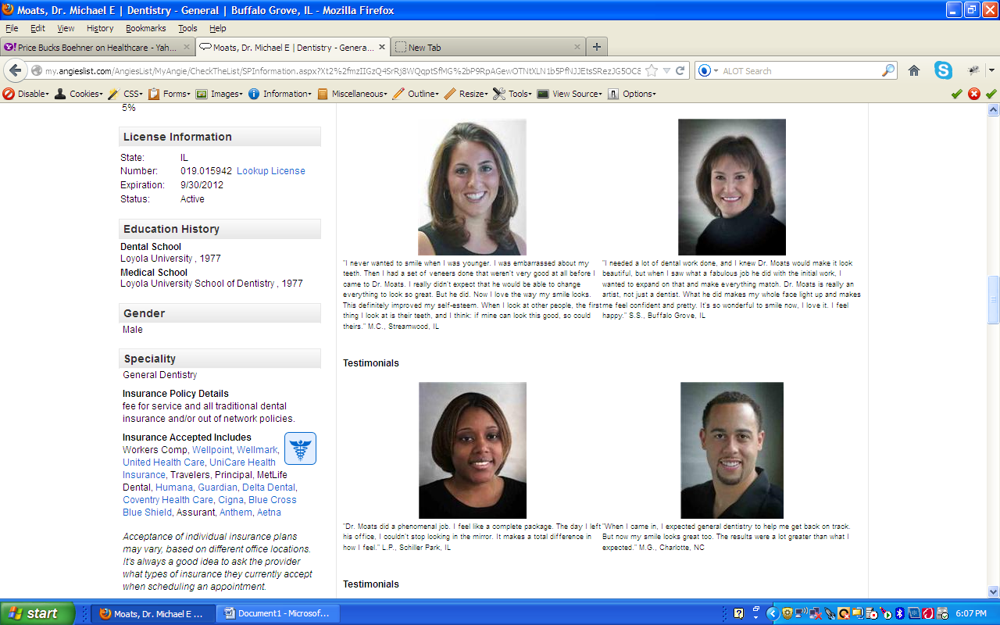 Moats, Dr. Michael E | Dentistry - General | Buffalo Grove, IL - Mozilla Firefox
File Edit View History Bookmarks Tools Help
Price Bucks Boehner on Healthcare - Yah...
Moats, Dr. Michael E | Dentistry - Genera...
New Tab
my.angieslist.com/AngiesList/MyAngie/CheckTheList/SPInformation.aspx?
ALOT Search
Disable Cookies CSS Forms Images Information Miscellaneous Outline Resize Tools View Source Options
5%
License Information
State: IL
Number: 019.015942 Lookup License
Expiration: 9/30/2012
Status: Active
Education History
Dental School
Loyola University , 1977
Medical School
Loyola University School of Dentistry , 1977
Gender
Male
Speciality
General Dentistry
Insurance Policy Details
fee for service and all traditional dental
insurance and/or out of network policies.
Insurance Accepted Includes
Workers Comp, Wellpoint, Wellmark,
United Health Care, UniCare Health
Insurance, Travelers, Principal, MetLife
Dental, Humana, Guardian, Delta Dental,
Coventry Health Care, Cigna, Blue Cross
Blue Shield, Assurant, Anthem, Aetna
Acceptance of individual insurance plans
may vary, based on different office locations.
It's always a good idea to ask the provider
what types of insurance they currently accept
when scheduling an appointment.
"I never wanted to smile when I was younger. I was embarrassed about my
teeth. Then I had a set of veneers done that weren't very good at all before I
came to Dr. Moats. I really didn't expect that he would be able to change
everything to look so great. But he did. Now I love the way my smile looks.
This definitely improved my self-esteem. When I look at other people, the first
thing I look at is their teeth, and I think: if mine can look this good, so could
theirs." M.C., Streamwood, IL
"I needed a lot of dental work done, and I knew Dr. Moats would make it look
beautiful, but when I saw what a fabulous job he did with the initial work, I
wanted to expand on that and make everything match. Dr. Moats is really an
artist, not just a dentist. What he did makes my whole face light up and makes
me feel confident and pretty. It's so wonderful to smile now, I love it. I feel
happy." S.S., Buffalo Grove, IL
Testimonials
"Dr. Moats did a phenomenal job. I feel like a complete package. The day I left
his office, I couldn't stop looking in the mirror. It makes a total difference in
how I feel." L.P., Schiller Park, IL
"When I came in, I expected general dentistry to help me get back on track.
But now my smile looks great too. The results were a lot greater than what I
expected." M.G., Charlotte, NC
Testimonials
start
Moats, Dr. Michael E ...
Document1 - Microsof...
6:07 PM